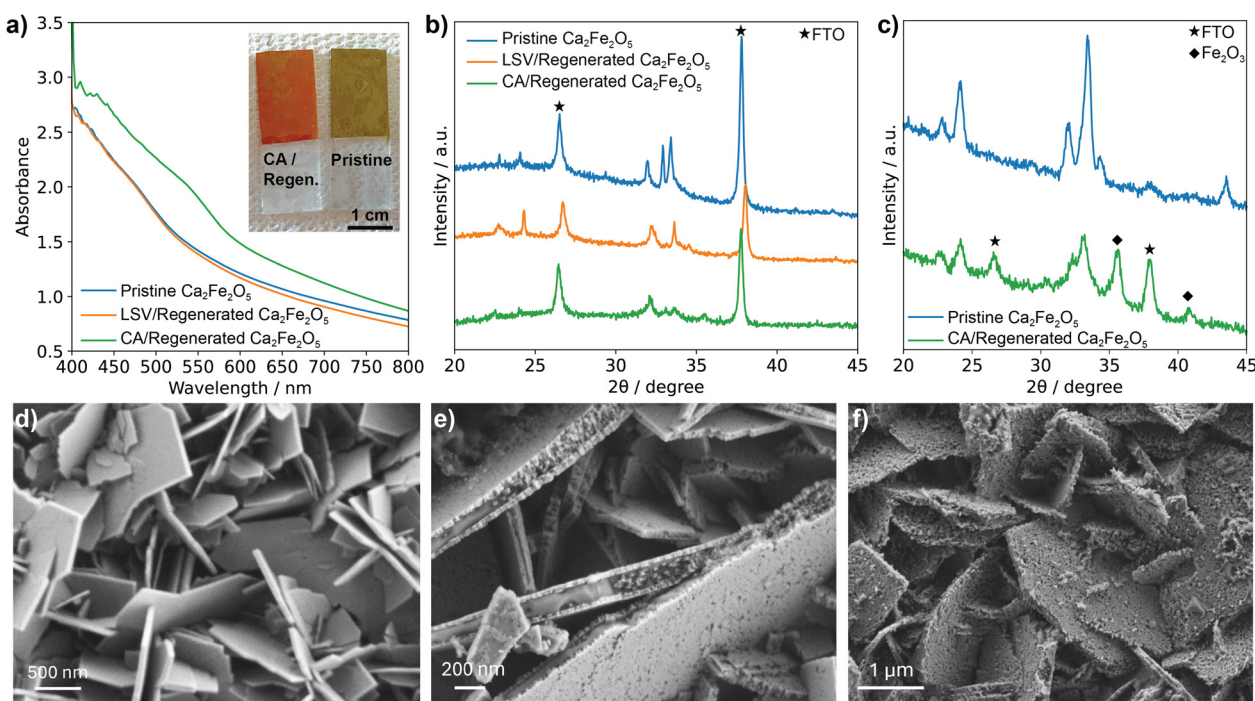 a)
3.5
3.0
2.5
2.0
1.5
1.0
0.5
Absorbance
400 450 500 550 600 650 700 750 800
Wavelength / nm
CA /
Regen.
Pristine
1 cm
Pristine Ca₂Fe₂O₅
LSV/Regenerated Ca₂Fe₂O₅
CA/Regenerated Ca₂Fe₂O₅
b)
Pristine Ca₂Fe₂O₅
LSV/Regenerated Ca₂Fe₂O₅
CA/Regenerated Ca₂Fe₂O₅
★FTO
Intensity / a.u.
20 25 30 35 40 45
2θ / degree
c)
★ FTO
◆ Fe₂O₃
Intensity / a.u.
Pristine Ca₂Fe₂O₅
CA/Regenerated Ca₂Fe₂O₅
20 25 30 35 40 45
2θ / degree
d)
500 nm
e)
200 nm
f)
1 μm